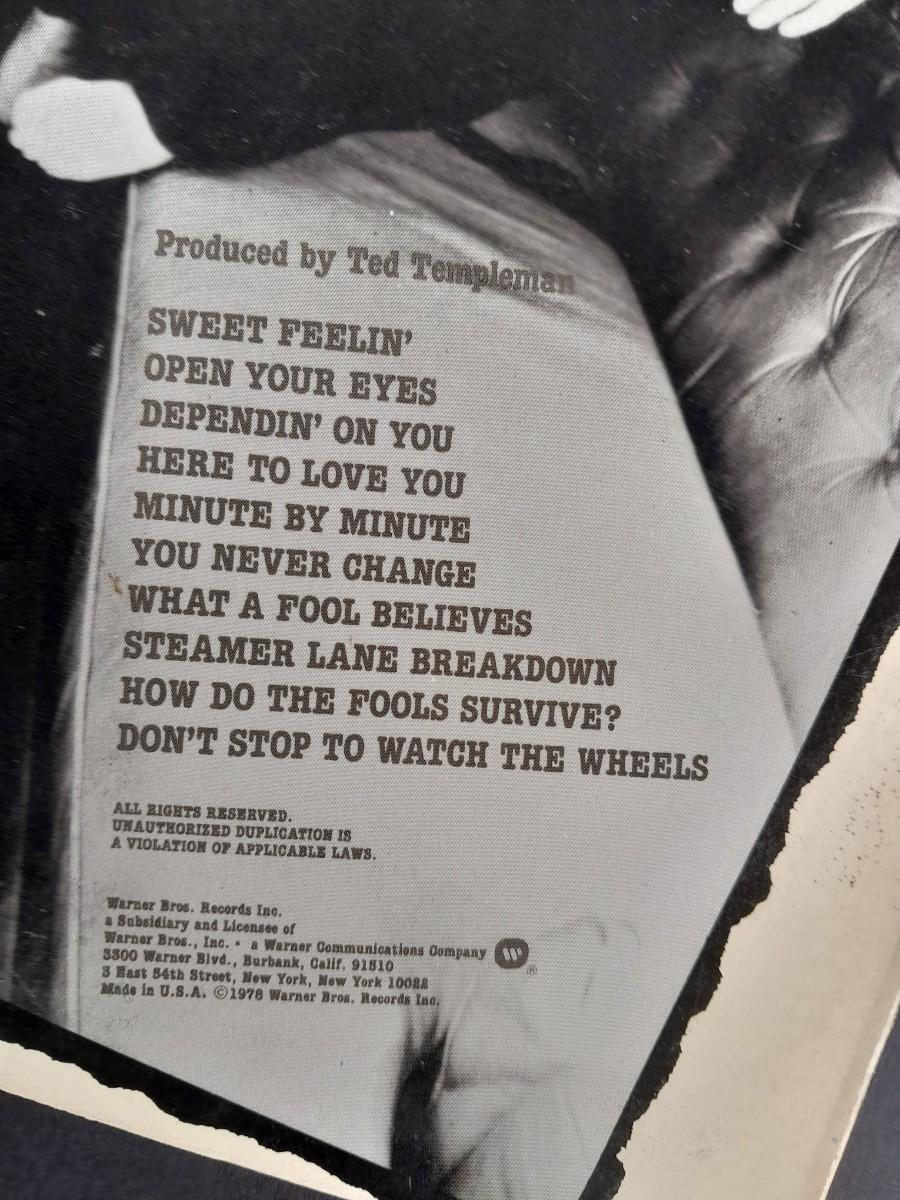 Produced by Ted Templeman
SWEET FEELIN'
OPEN YOUR EYES
DEPENDIN' ON YOU
HERE TO LOVE YOU
MINUTE BY MINUTE
YOU NEVER CHANGE
WHAT A FOOL BELIEVES
STEAMER LANE BREAKDOWN
HOW DO THE FOOLS SURVIVE?
DON'T STOP TO WATCH THE WHEELS
ALL RIGHTS RESERVED.
UNAUTHORIZED DUPLICATION IS
A VIOLATION OF APPLICABLE LAWS.
Warner Bros. Records Inc.
a Subsidiary and Licensee of
Warner Bros., Inc. • a Warner Communications Company
3300 Warner Blvd., Burbank, Calif. 91510
3 East 54th Street, New York, New York 10022
Made in U.S.A. ©1978 Warner Bros. Records Inc.